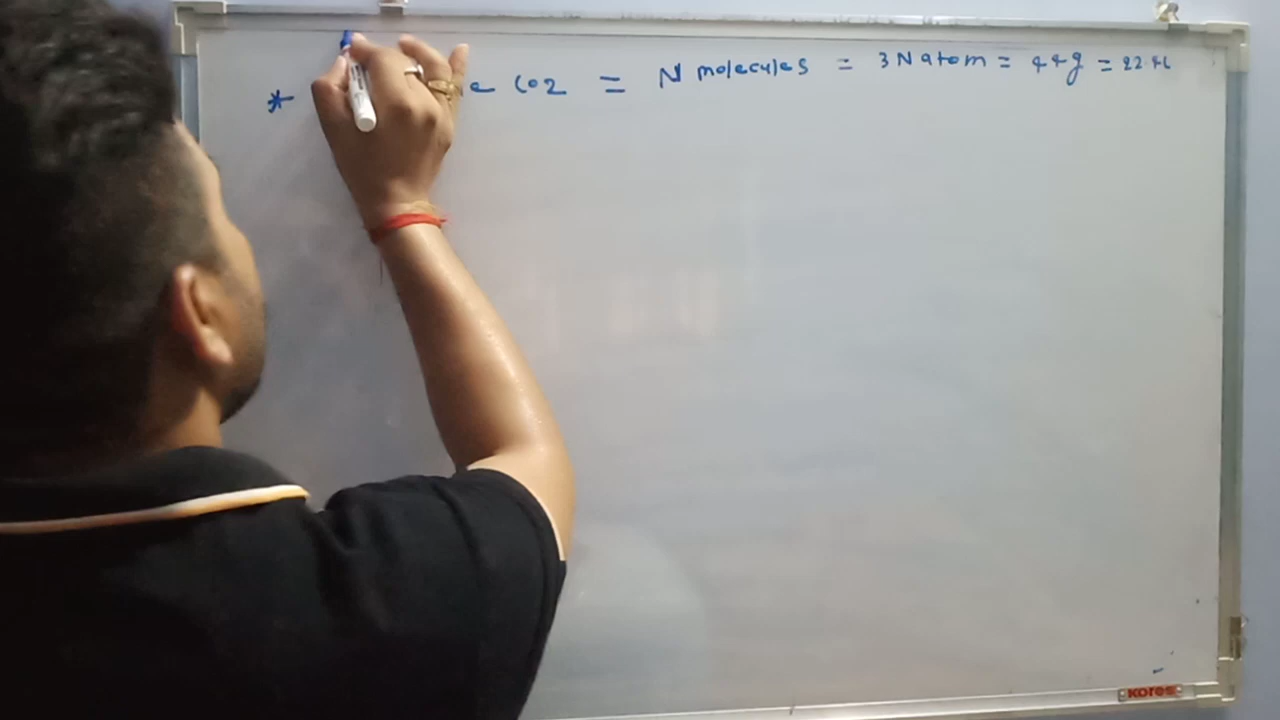 * CO2 = N molecules = 3N atom = 44g = 22.4L
KORES